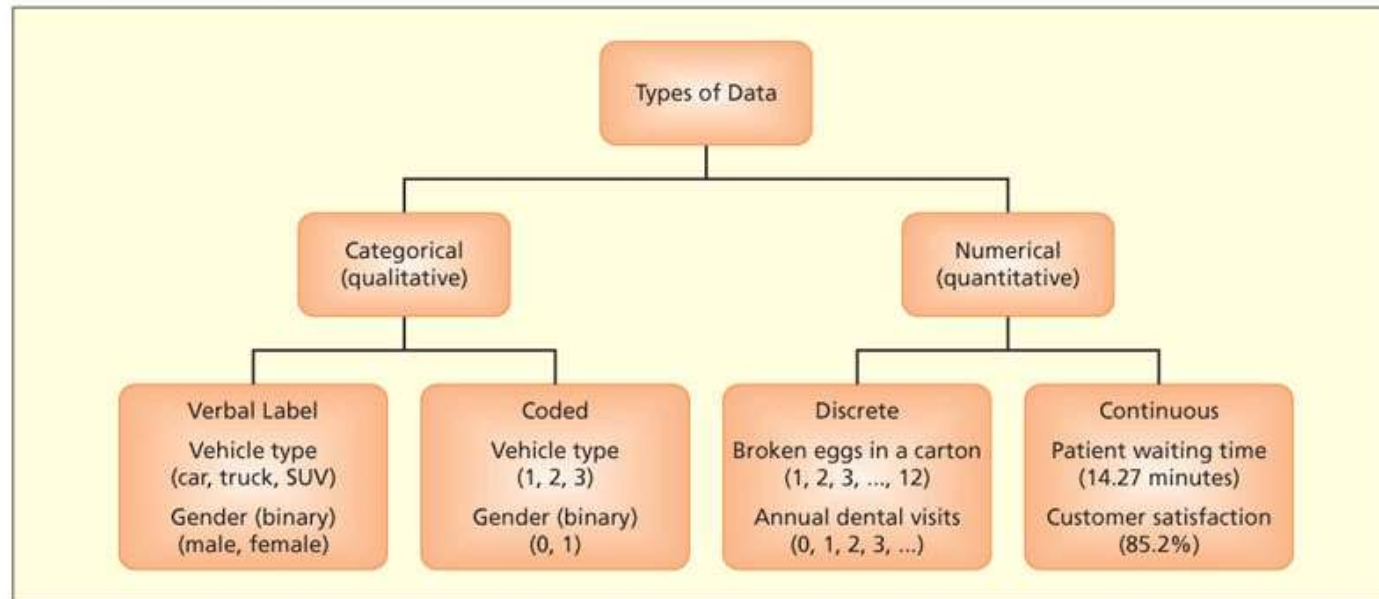 Types of Data
Categorical
(qualitative)
Numerical
(quantitative)
Verbal Label
Vehicle type
(car, truck, SUV)
Gender (binary)
(male, female)
Coded
Vehicle type
(1, 2, 3)
Gender (binary)
(0, 1)
Discrete
Broken eggs in a carton
(1, 2, 3, ..., 12)
Annual dental visits
(0, 1, 2, 3, ...)
Continuous
Patient waiting time
(14.27 minutes)
Customer satisfaction
(85.2%)